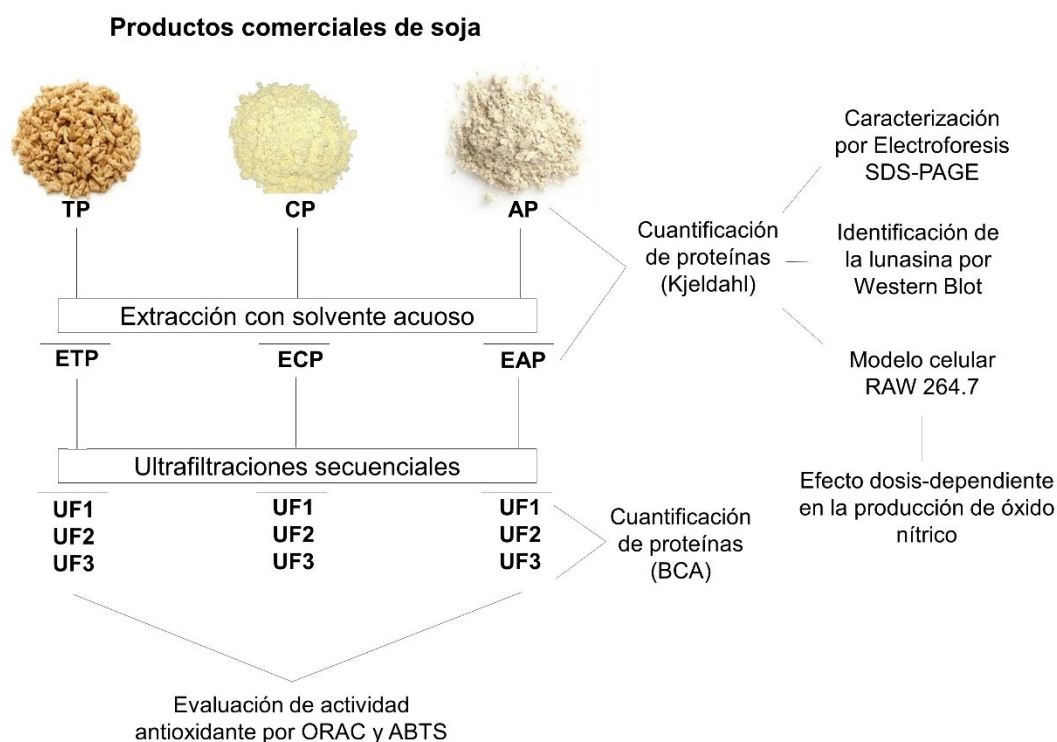 Productos comerciales de soja
TP
CP
AP
Extracción con solvente acuoso
ETP
ECP
EAP
Ultrafiltraciones secuenciales
UF1
UF2
UF3
UF1
UF2
UF3
UF1
UF2
UF3
Evaluación de actividad
antioxidante por ORAC y ABTS
Cuantificación
de proteínas
(Kjeldahl)
Cuantificación
de proteínas
(BCA)
Caracterización
por Electroforesis
SDS-PAGE
Identificación de
la lunasina por
Western Blot
Modelo celular
RAW 264.7
Efecto dosis-dependiente
en la producción de óxido
nítrico